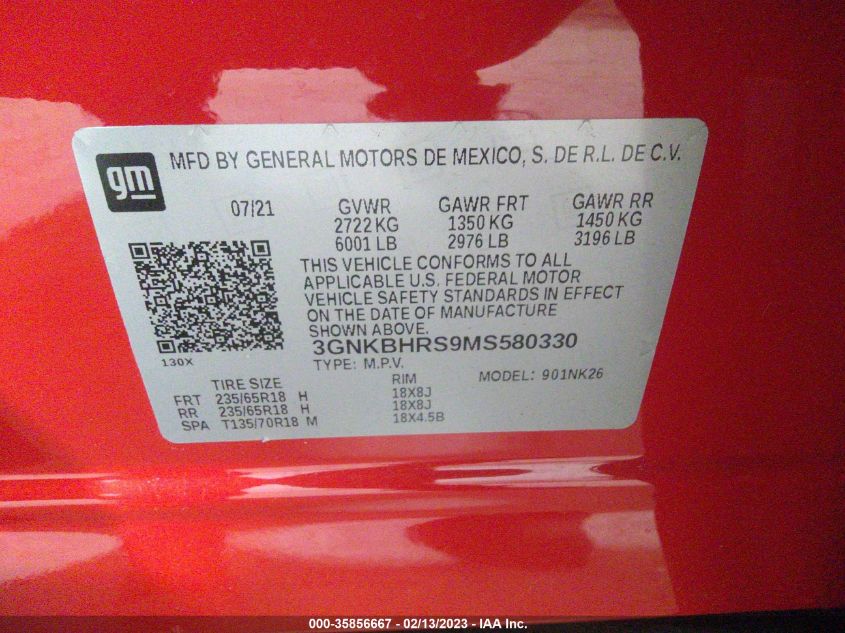 gm
MFD BY GENERAL MOTORS DE MEXICO, S. DE R.L. DE C.V.
07/21 GVWR GAWR FRT GAWR RR
2722 KG 1350 KG 1450 KG
6001 LB 2976 LB 3196 LB
THIS VEHICLE CONFORMS TO ALL
APPLICABLE U.S. FEDERAL MOTOR
VEHICLE SAFETY STANDARDS IN EFFECT
ON THE DATE OF MANUFACTURE
SHOWN ABOVE.
3GNKBHRS9MS580330
130X
TYPE: M.P.V.
MODEL: 901NK26
TIRE SIZE RIM
FRT 235/65R18 H 18X8J
RR 235/65R18 H 18X8J
SPA T135/70R18 M 18X4.5B
000-35856667 - 02/13/2023 - IAA Inc.